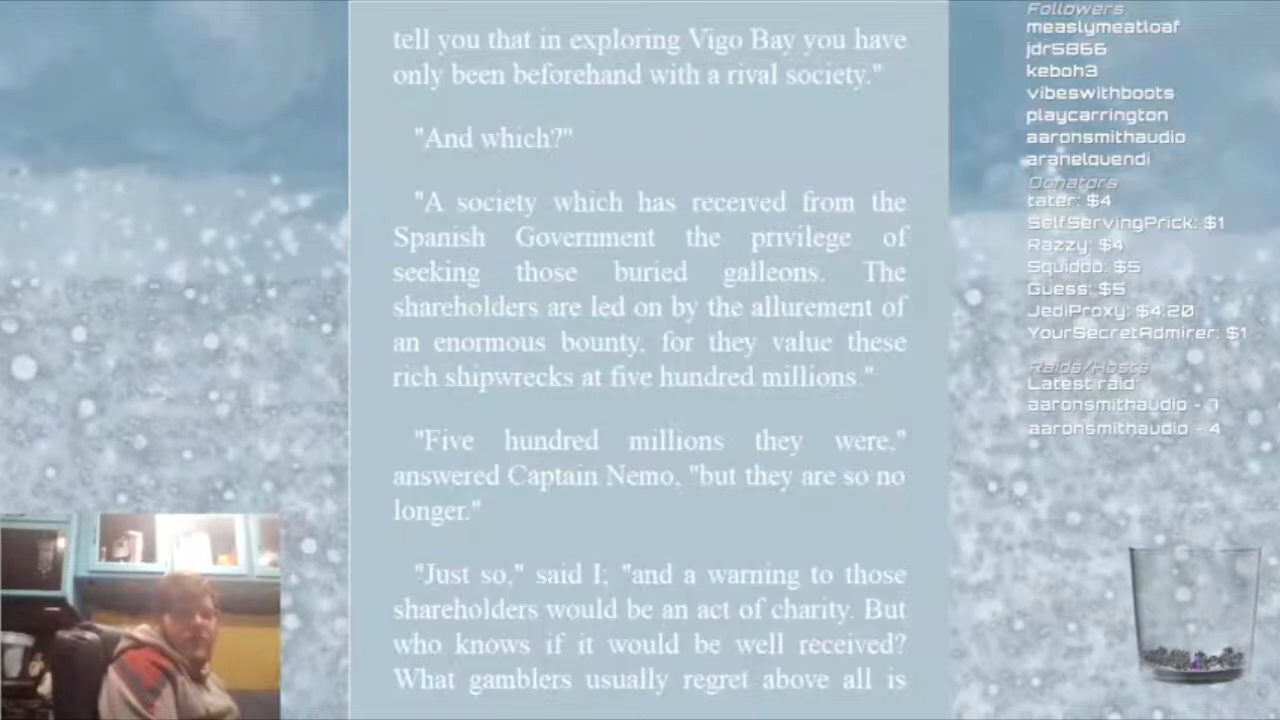 tell you that in exploring Vigo Bay you have
only been beforehand with a rival society."
"And which?"
"A society which has received from the
Spanish Government the privilege of
seeking those buried galleons. The
shareholders are led on by the allurement of
an enormous bounty, for they value these
rich shipwrecks at five hundred millions."
"Five hundred millions they were,"
answered Captain Nemo, "but they are so no
longer."
"Just so," said I; "and a warning to those
shareholders would be an act of charity. But
who knows if it would be well received?
What gamblers usually regret above all is
Followers
measlymeatloaf
jdr5866
keboh3
vibeswithboots
playcarrington
aaronsmithaudio
aranelquendi
Donators
tater: $4
SelfServingPrick: $1
Razzy: $4
Squidoo: $5
Guess: $5
JediProxy: $4.20
YourSecretAdmirer: $1
Raids/Hosts
Latest raid:
aaronsmithaudio - 7
aaronsmithaudio - 4